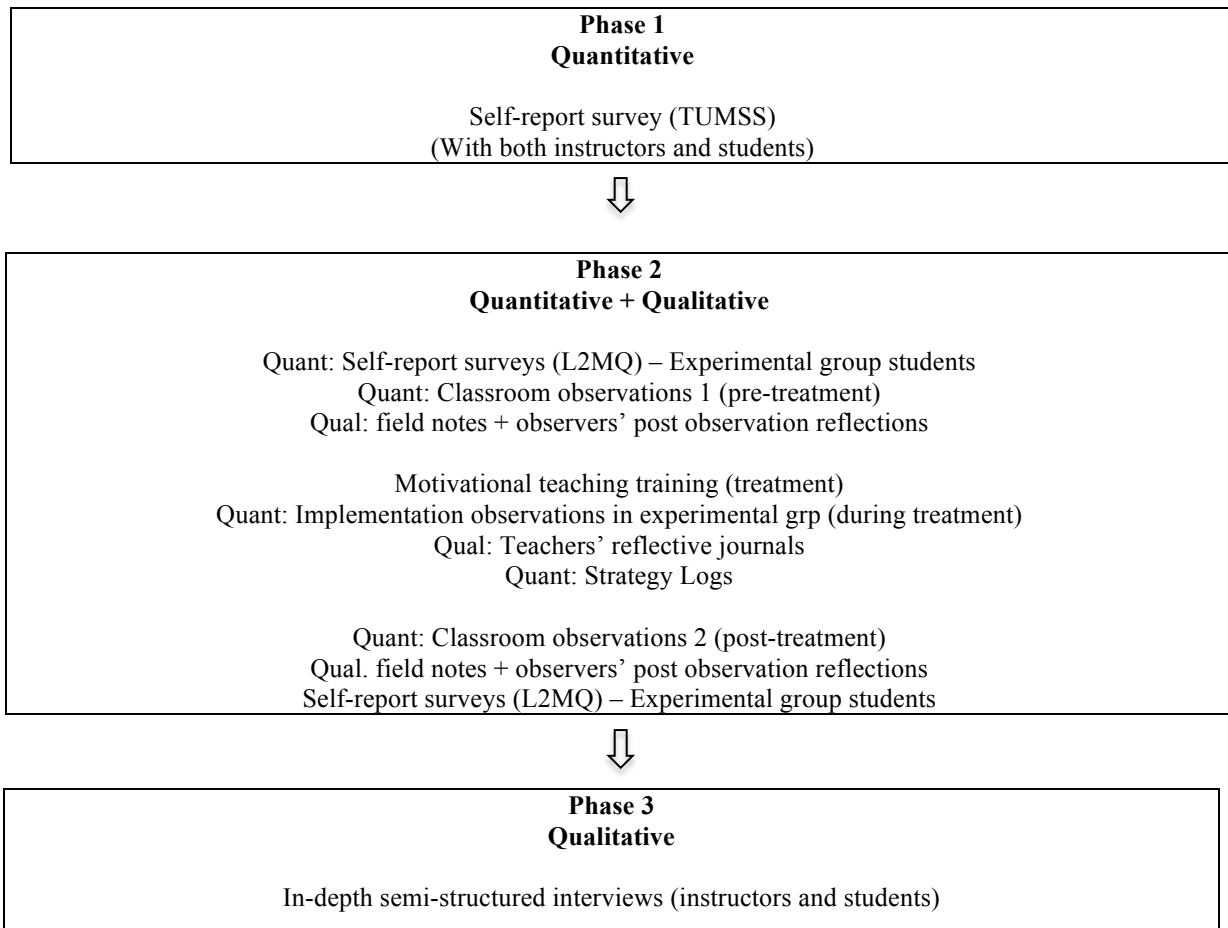 Phase 1
Quantitative
Self-report survey (TUMSS)
(With both instructors and students)
Phase 2
Quantitative + Qualitative
Quant: Self-report surveys (L2MQ) – Experimental group students
Quant: Classroom observations 1 (pre-treatment)
Qual: field notes + observers’ post observation reflections
Motivational teaching training (treatment)
Quant: Implementation observations in experimental grp (during treatment)
Qual: Teachers’ reflective journals
Quant: Strategy Logs
Quant: Classroom observations 2 (post-treatment)
Qual. field notes + observers’ post observation reflections
Self-report surveys (L2MQ) – Experimental group students
Phase 3
Qualitative
In-depth semi-structured interviews (instructors and students)